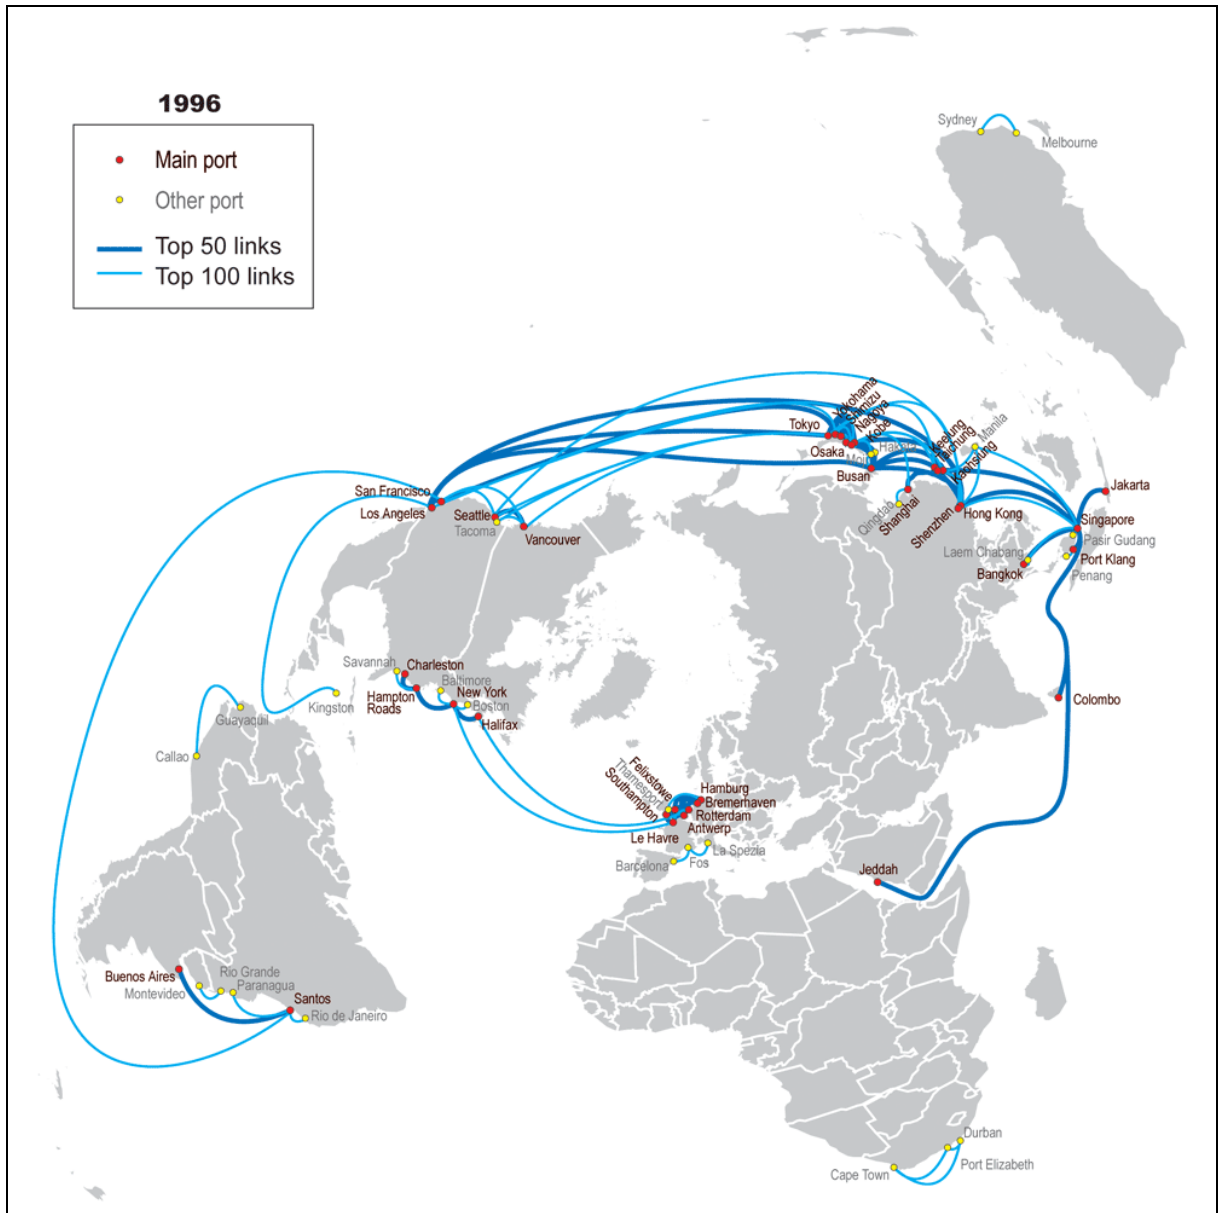 1996
Main port
Other port
Top 50 links
Top 100 links
Sydney
Melbourne
Yokohama
Shimizu
Nagoya
Kobe
Tokyo
Osaka
Moji
Hakata
Busan
Keelung
Taichung
Kaohsiung
Manila
Qingdao
Shanghai
Shenzhen
Hong Kong
Jakarta
Singapore
Pasir Gudang
Port Klang
Penang
Laem Chabang
Bangkok
Colombo
Jeddah
San Francisco
Los Angeles
Seattle
Tacoma
Vancouver
Savannah
Charleston
Baltimore
Hampton
Roads
New York
Boston
Halifax
Kingston
Guayaquil
Callao
Felixstowe
Thamesport
Southampton
Hamburg
Bremerhaven
Rotterdam
Antwerp
Le Havre
La Spezia
Fos
Barcelona
Buenos Aires
Montevideo
Rio Grande
Paranagua
Santos
Rio de Janeiro
Durban
Port Elizabeth
Cape Town